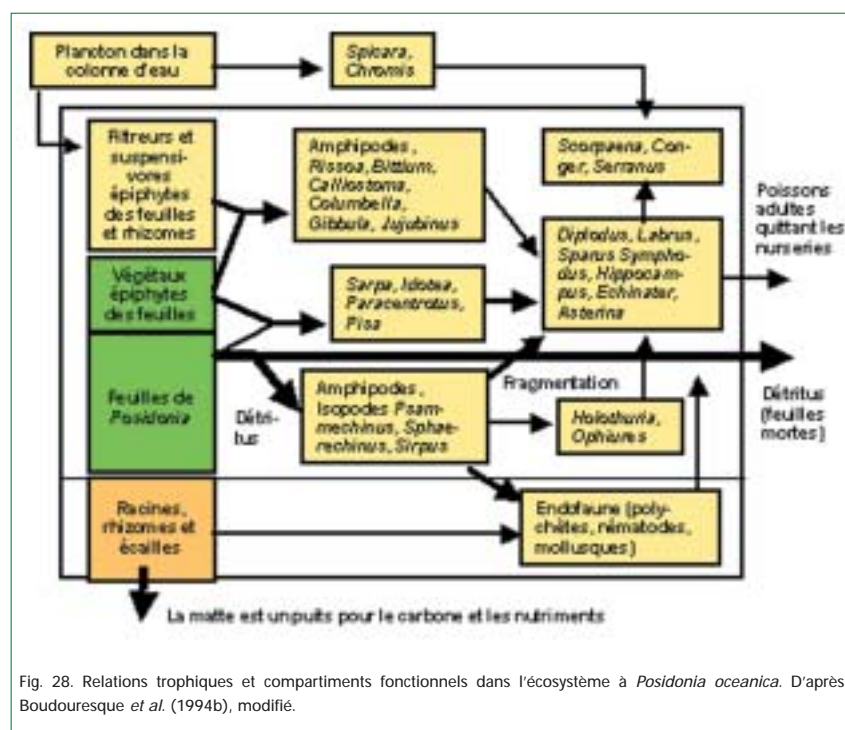 Plancton dans la
colonne d'eau
Spicara,
Chromis
Filtreurs et
suspensi-
vores
épiphytes
des feuilles
et rhizomes
Amphipodes,
Rissoa, Bittium,
Calliostoma,
Columbella,
Gibbula, Jujubinus
Scorpaena, Con-
ger, Serranus
Poissons
adultes
quittant les
nurseries
Végétaux
épiphytes
des feuilles
Sarpa, Idotea,
Paracentrotus,
Pisa
Diplodus, Labrus,
Sparus Sympho-
dus, Hippocam-
pus, Echinater,
Asterina
Feuilles de
Posidonia
Détri-
tus
Amphipodes,
Isopodes Psam-
mechinus, Sphae-
rechinus, Sirpus
Fragmentation
Holothuria,
Ophiures
Détritus
(feuilles
mortes)
Racines,
rhizomes et
écailles
Endofaune (poly-
chètes, nématodes,
mollusques)
La matte est un puits pour le carbone et les nutriments
Fig. 28. Relations trophiques et compartiments fonctionnels dans l'écosystème à Posidonia oceanica. D'après
Boudouresque et al. (1994b), modifié.